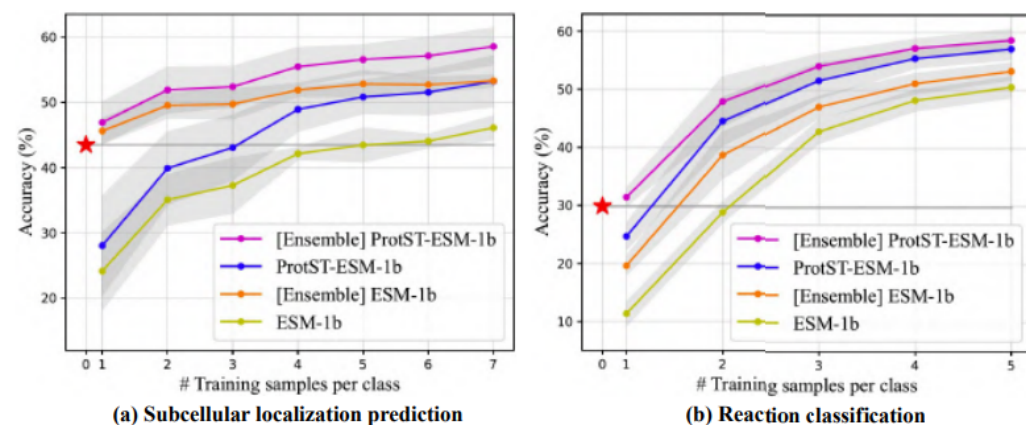 Accuracy (%)
60
50
40
30
20
[Ensemble] ProtST-ESM-1b
ProtST-ESM-1b
[Ensemble] ESM-1b
ESM-1b
0 1 2 3 4 5 6 7
# Training samples per class
(a) Subcellular localization prediction
Accuracy (%)
60
50
40
30
20
10
[Ensemble] ProtST-ESM-1b
ProtST-ESM-1b
[Ensemble] ESM-1b
ESM-1b
0 1 2 3 4 5
# Training samples per class
(b) Reaction classification